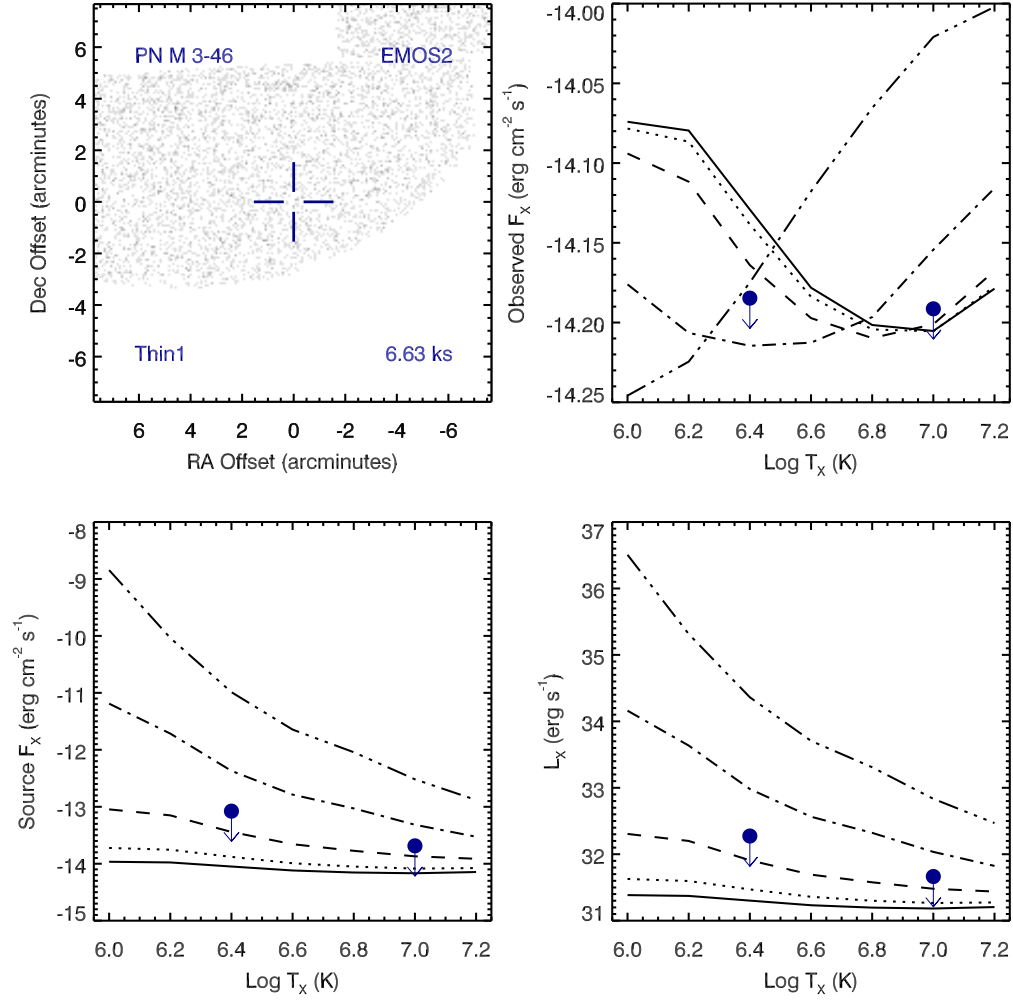 PN M 3-46
EMOS2
Thin1
6.63 ks
6
4
2
0
-2
-4
-6
6 4 2 0 -2 -4 -6
RA Offset (arcminutes)
Dec Offset (arcminutes)
-14.00
-14.05
-14.10
-14.15
-14.20
-14.25
6.0 6.2 6.4 6.6 6.8 7.0 7.2
Log T_X (K)
Observed F_X (erg cm^-2 s^-1)
-8
-9
-10
-11
-12
-13
-14
-15
6.0 6.2 6.4 6.6 6.8 7.0 7.2
Log T_X (K)
Source F_X (erg cm^-2 s^-1)
37
36
35
34
33
32
31
6.0 6.2 6.4 6.6 6.8 7.0 7.2
Log T_X (K)
L_X (erg s^-1)